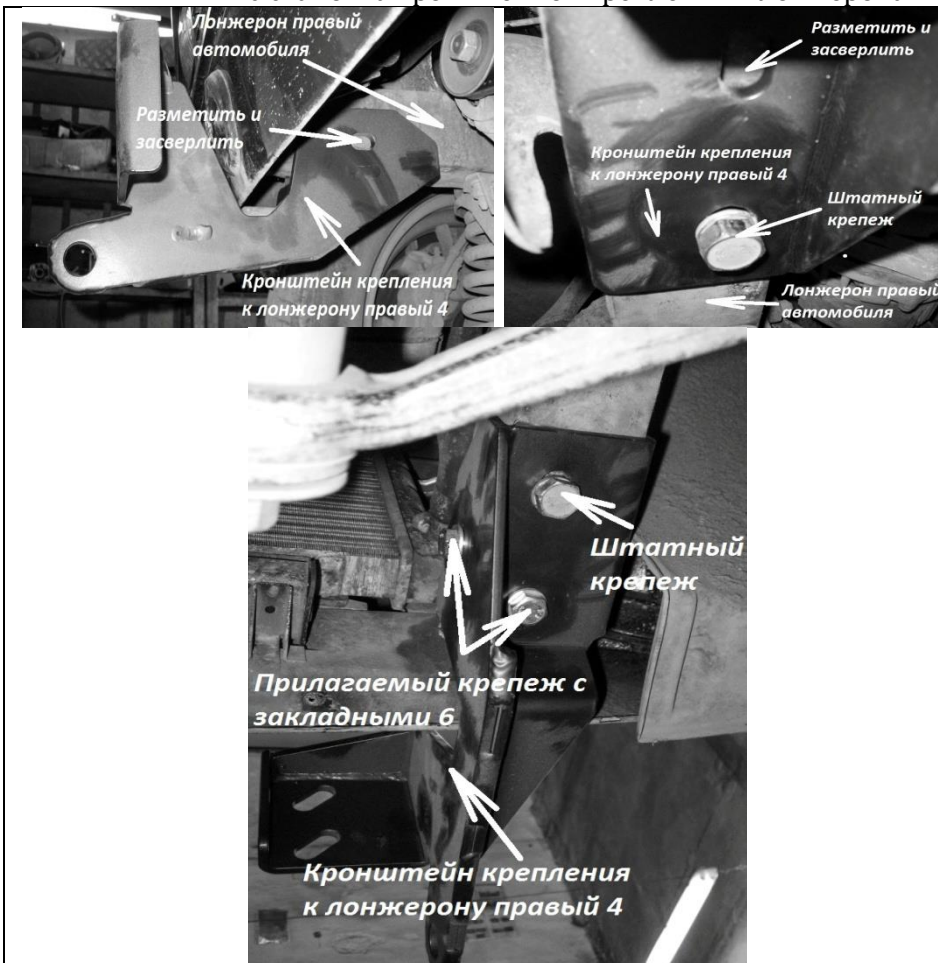 Лонжерон правый
автомобиля
Разметить и
засверлить
Кронштейн крепления
к лонжерону правый 4
Разметить и
засверлить
Кронштейн крепления
к лонжерону правый 4
Штатный
крепеж
Лонжерон правый
автомобиля
Штатный
крепеж
Прилагаемый крепеж с
закладными 6
Кронштейн крепления
к лонжерону правый 4